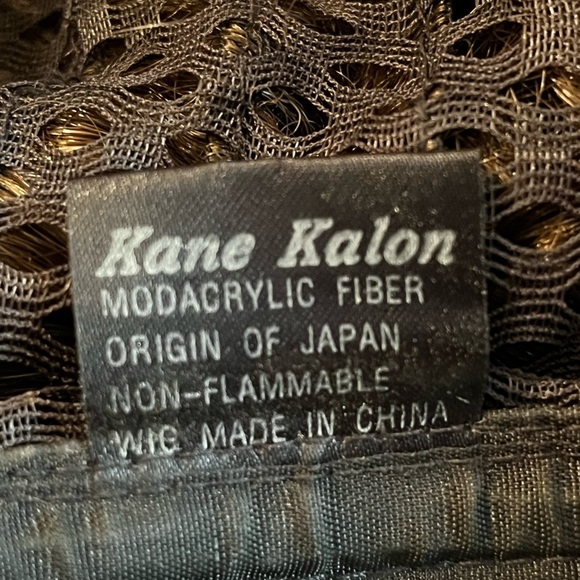 Kane Kalon
MODACRYLIC FIBER
ORIGIN OF JAPAN
NON-FLAMMABLE
WIG MADE IN CHINA